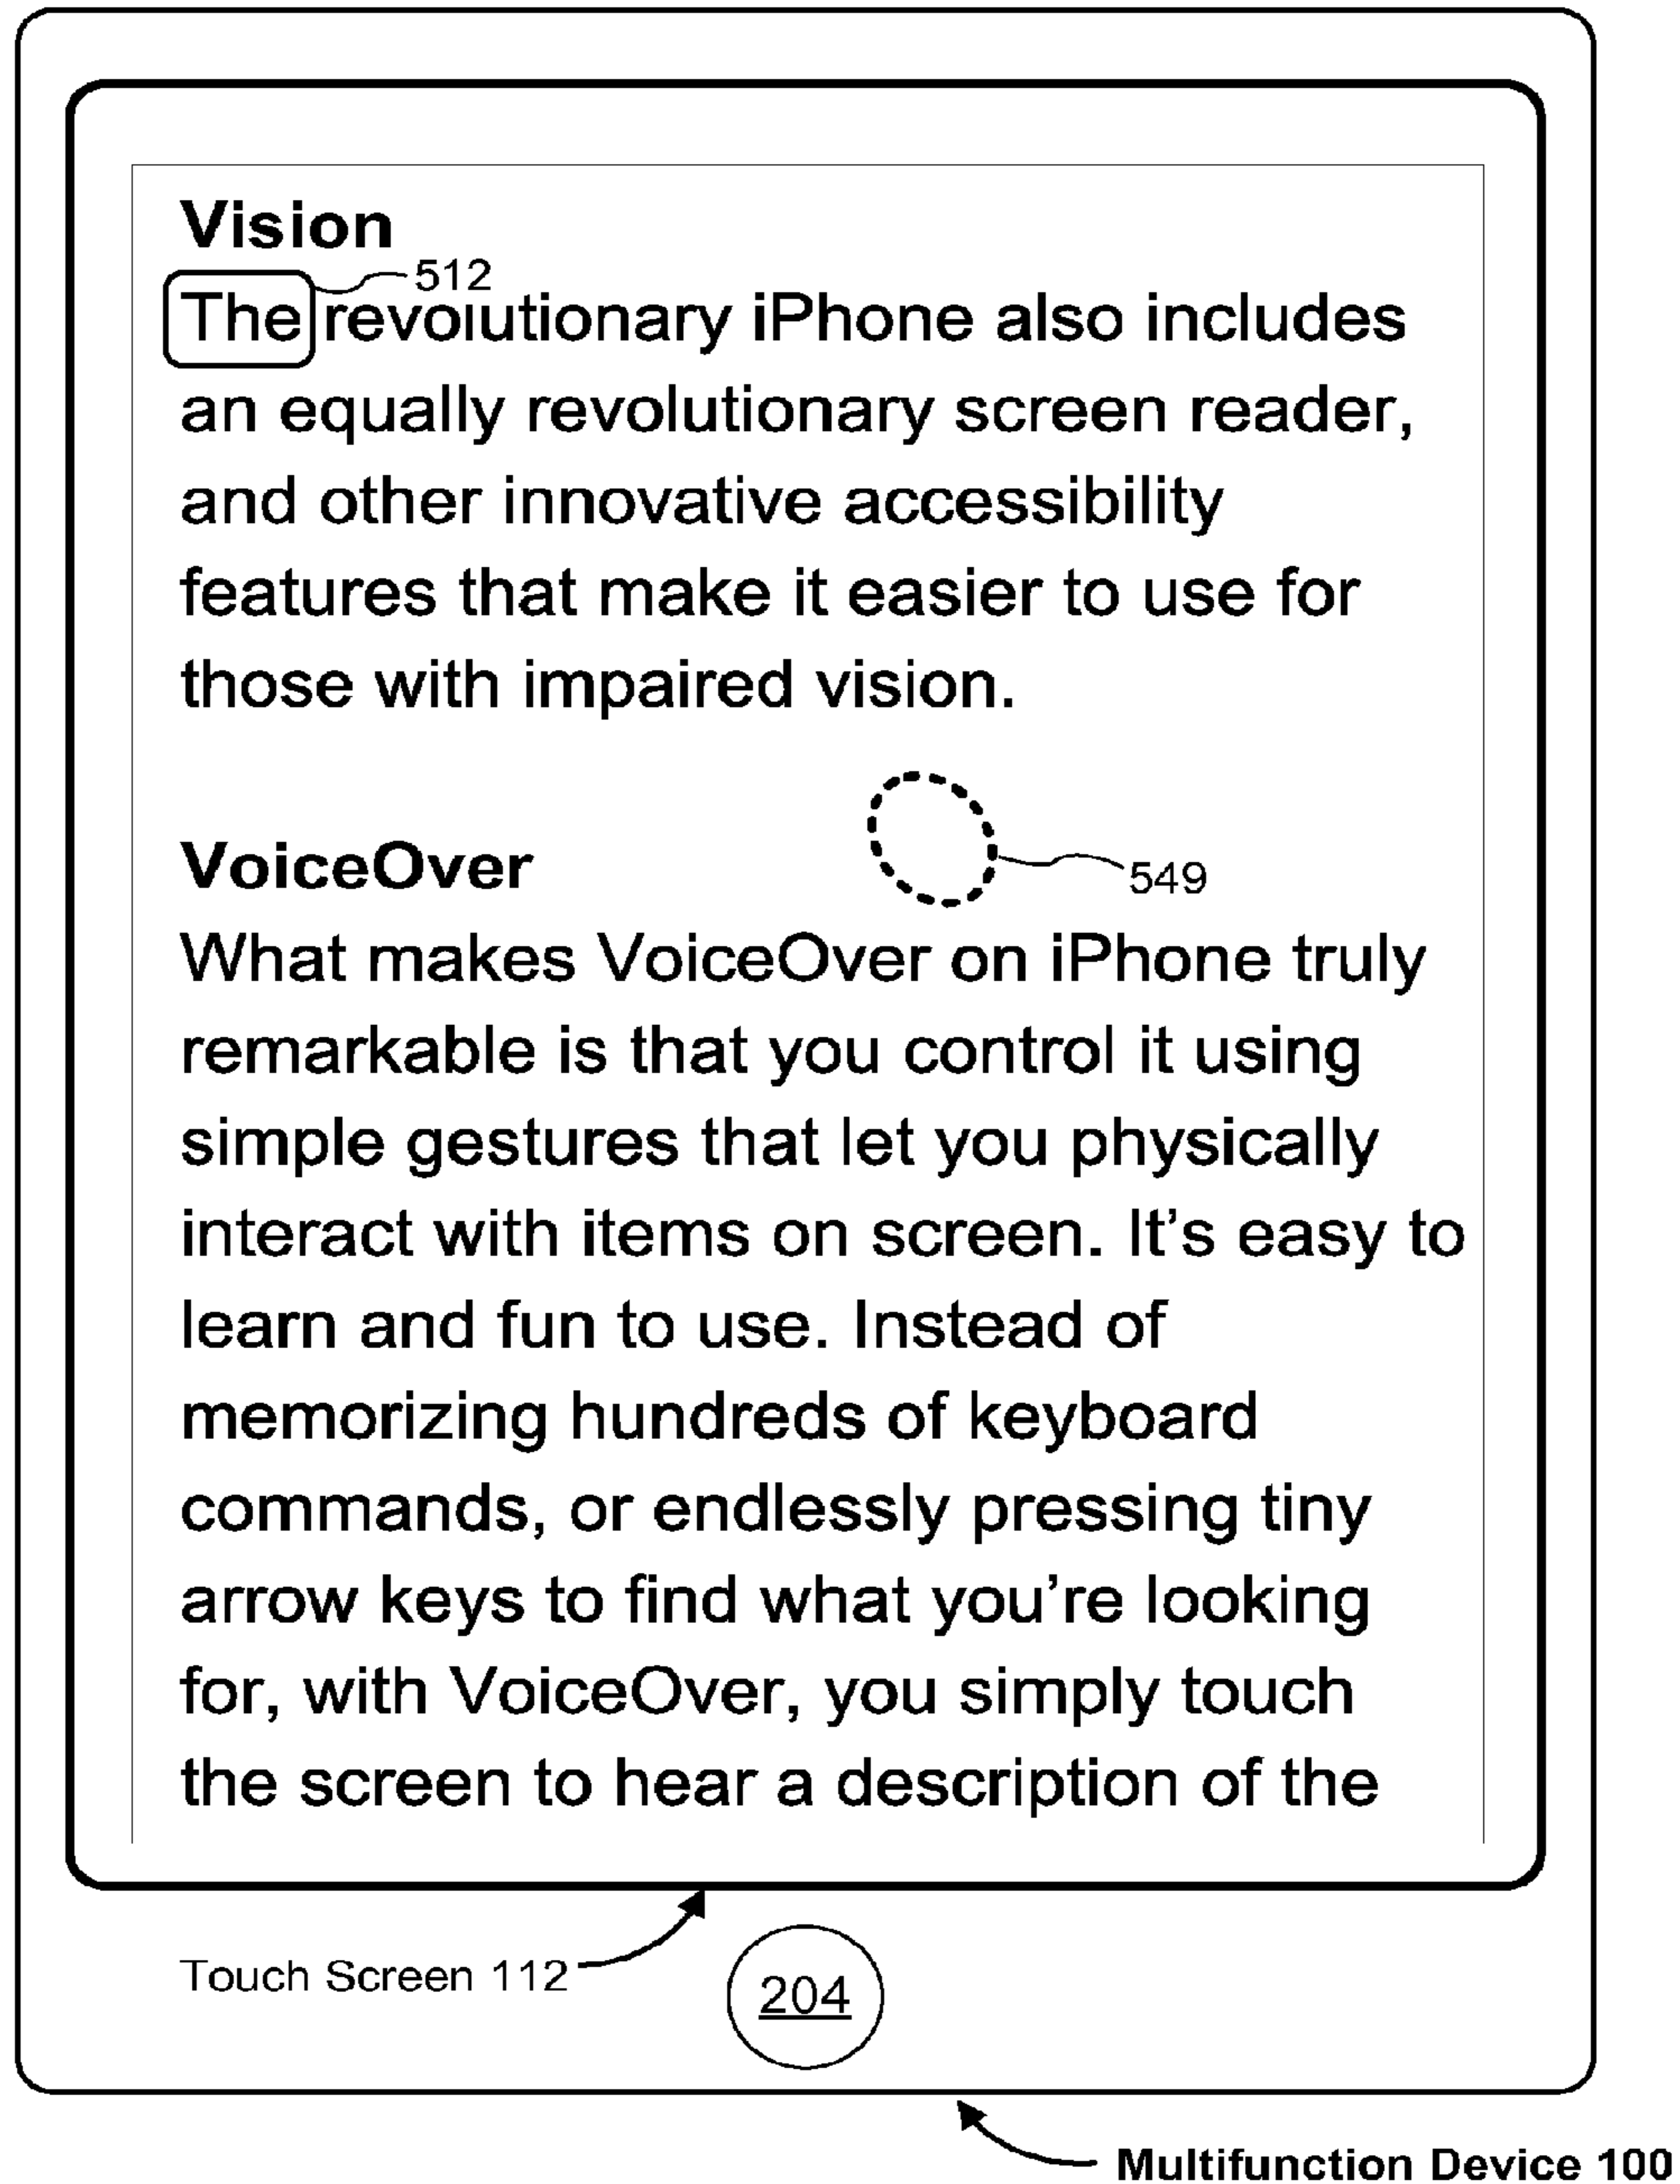 Vision
512
The revolutionary iPhone also includes
an equally revolutionary screen reader,
and other innovative accessibility
features that make it easier to use for
those with impaired vision.
VoiceOver
549
What makes VoiceOver on iPhone truly
remarkable is that you control it using
simple gestures that let you physically
interact with items on screen. It’s easy to
learn and fun to use. Instead of
memorizing hundreds of keyboard
commands, or endlessly pressing tiny
arrow keys to find what you’re looking
for, with VoiceOver, you simply touch
the screen to hear a description of the
Touch Screen 112
204
Multifunction Device 100